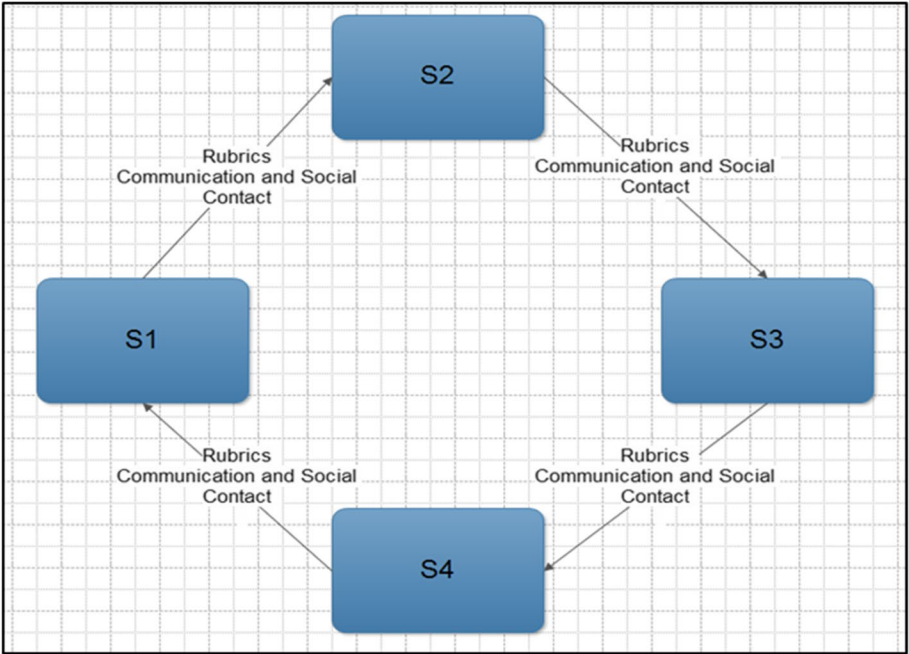 S2
Rubrics
Communication and Social
Contact
Rubrics
Communication and Social
Contact
S1
S3
Rubrics
Communication and Social
Contact
Rubrics
Communication and Social
Contact
S4